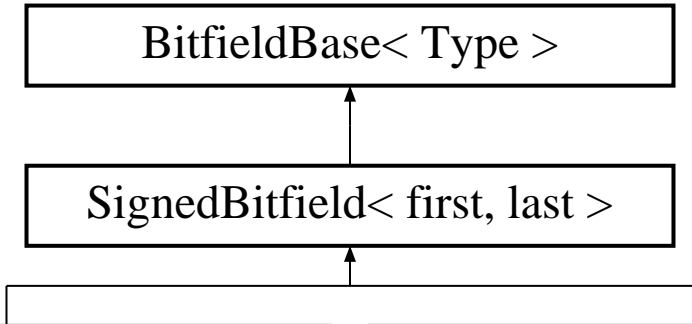 BitfieldBase< Type >
SignedBitfield< first, last >